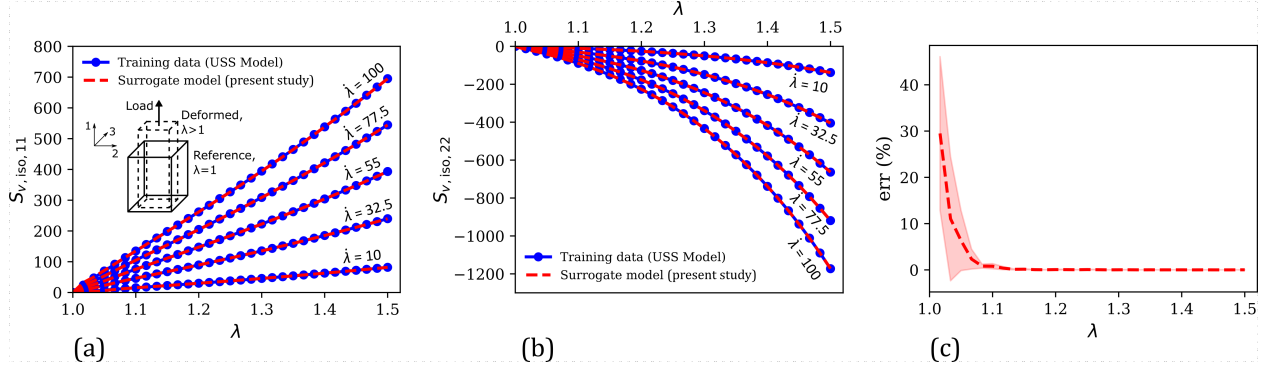 800
700
600
500
400
300
200
100
0
1.0 1.1 1.2 1.3 1.4 1.5
λ
S_{v, iso, 11}
Training data (USS Model)
Surrogate model (present study)
Load
Deformed,
λ>1
Reference,
λ=1
1
3
2
λ̇ = 100
λ̇ = 77.5
λ̇ = 55
λ̇ = 32.5
λ̇ = 10
(a)
λ
1.0 1.1 1.2 1.3 1.4 1.5
0
−200
−400
−600
−800
−1000
−1200
S_{v, iso, 22}
λ̇ = 10
λ̇ = 32.5
λ̇ = 55
λ̇ = 77.5
λ̇ = 100
Training data (USS Model)
Surrogate model (present study)
(b)
40
30
20
10
0
err (%)
1.0 1.1 1.2 1.3 1.4 1.5
λ
(c)